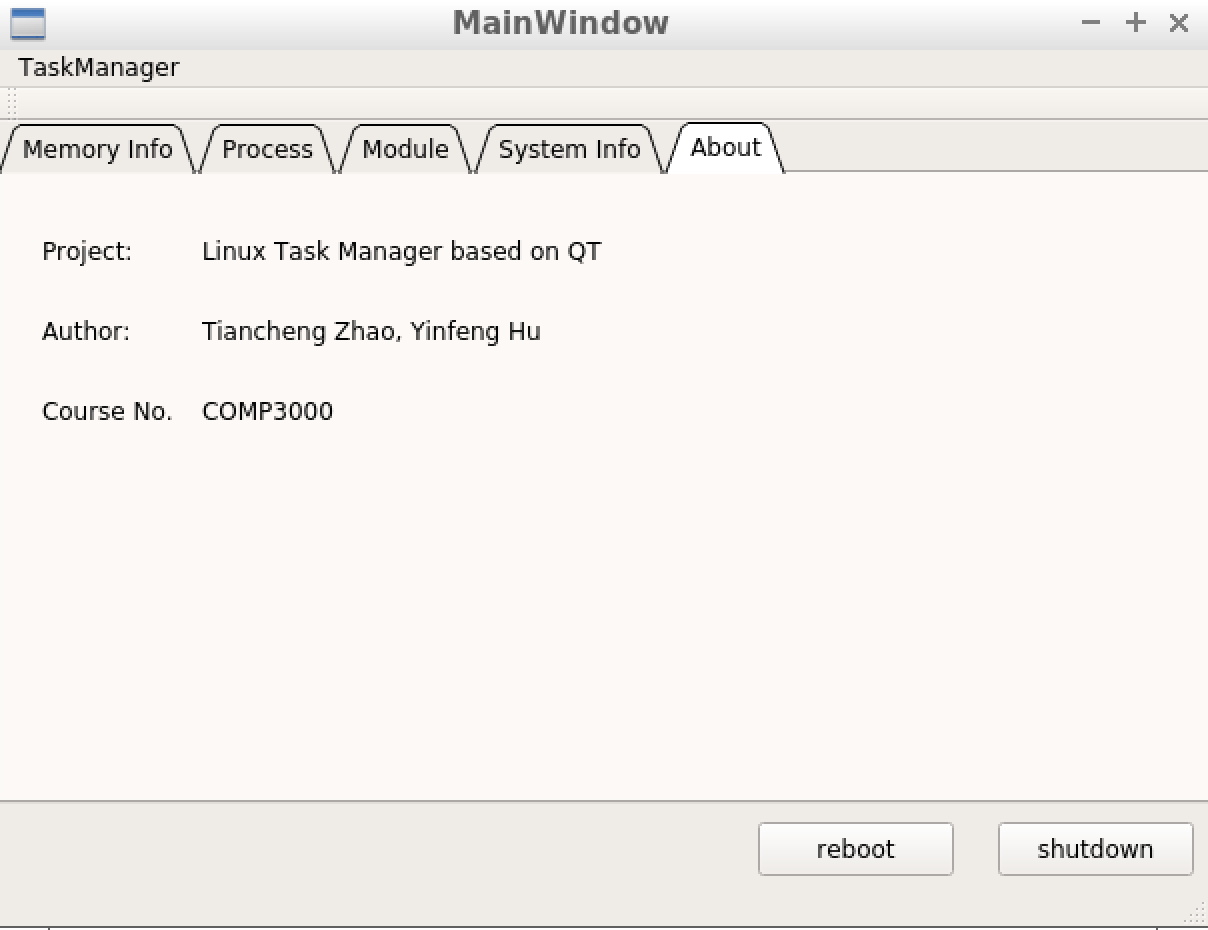 MainWindow
TaskManager
Memory Info Process Module System Info About
Project: Linux Task Manager based on QT
Author: Tiancheng Zhao, Yinfeng Hu
Course No. COMP3000
reboot shutdown